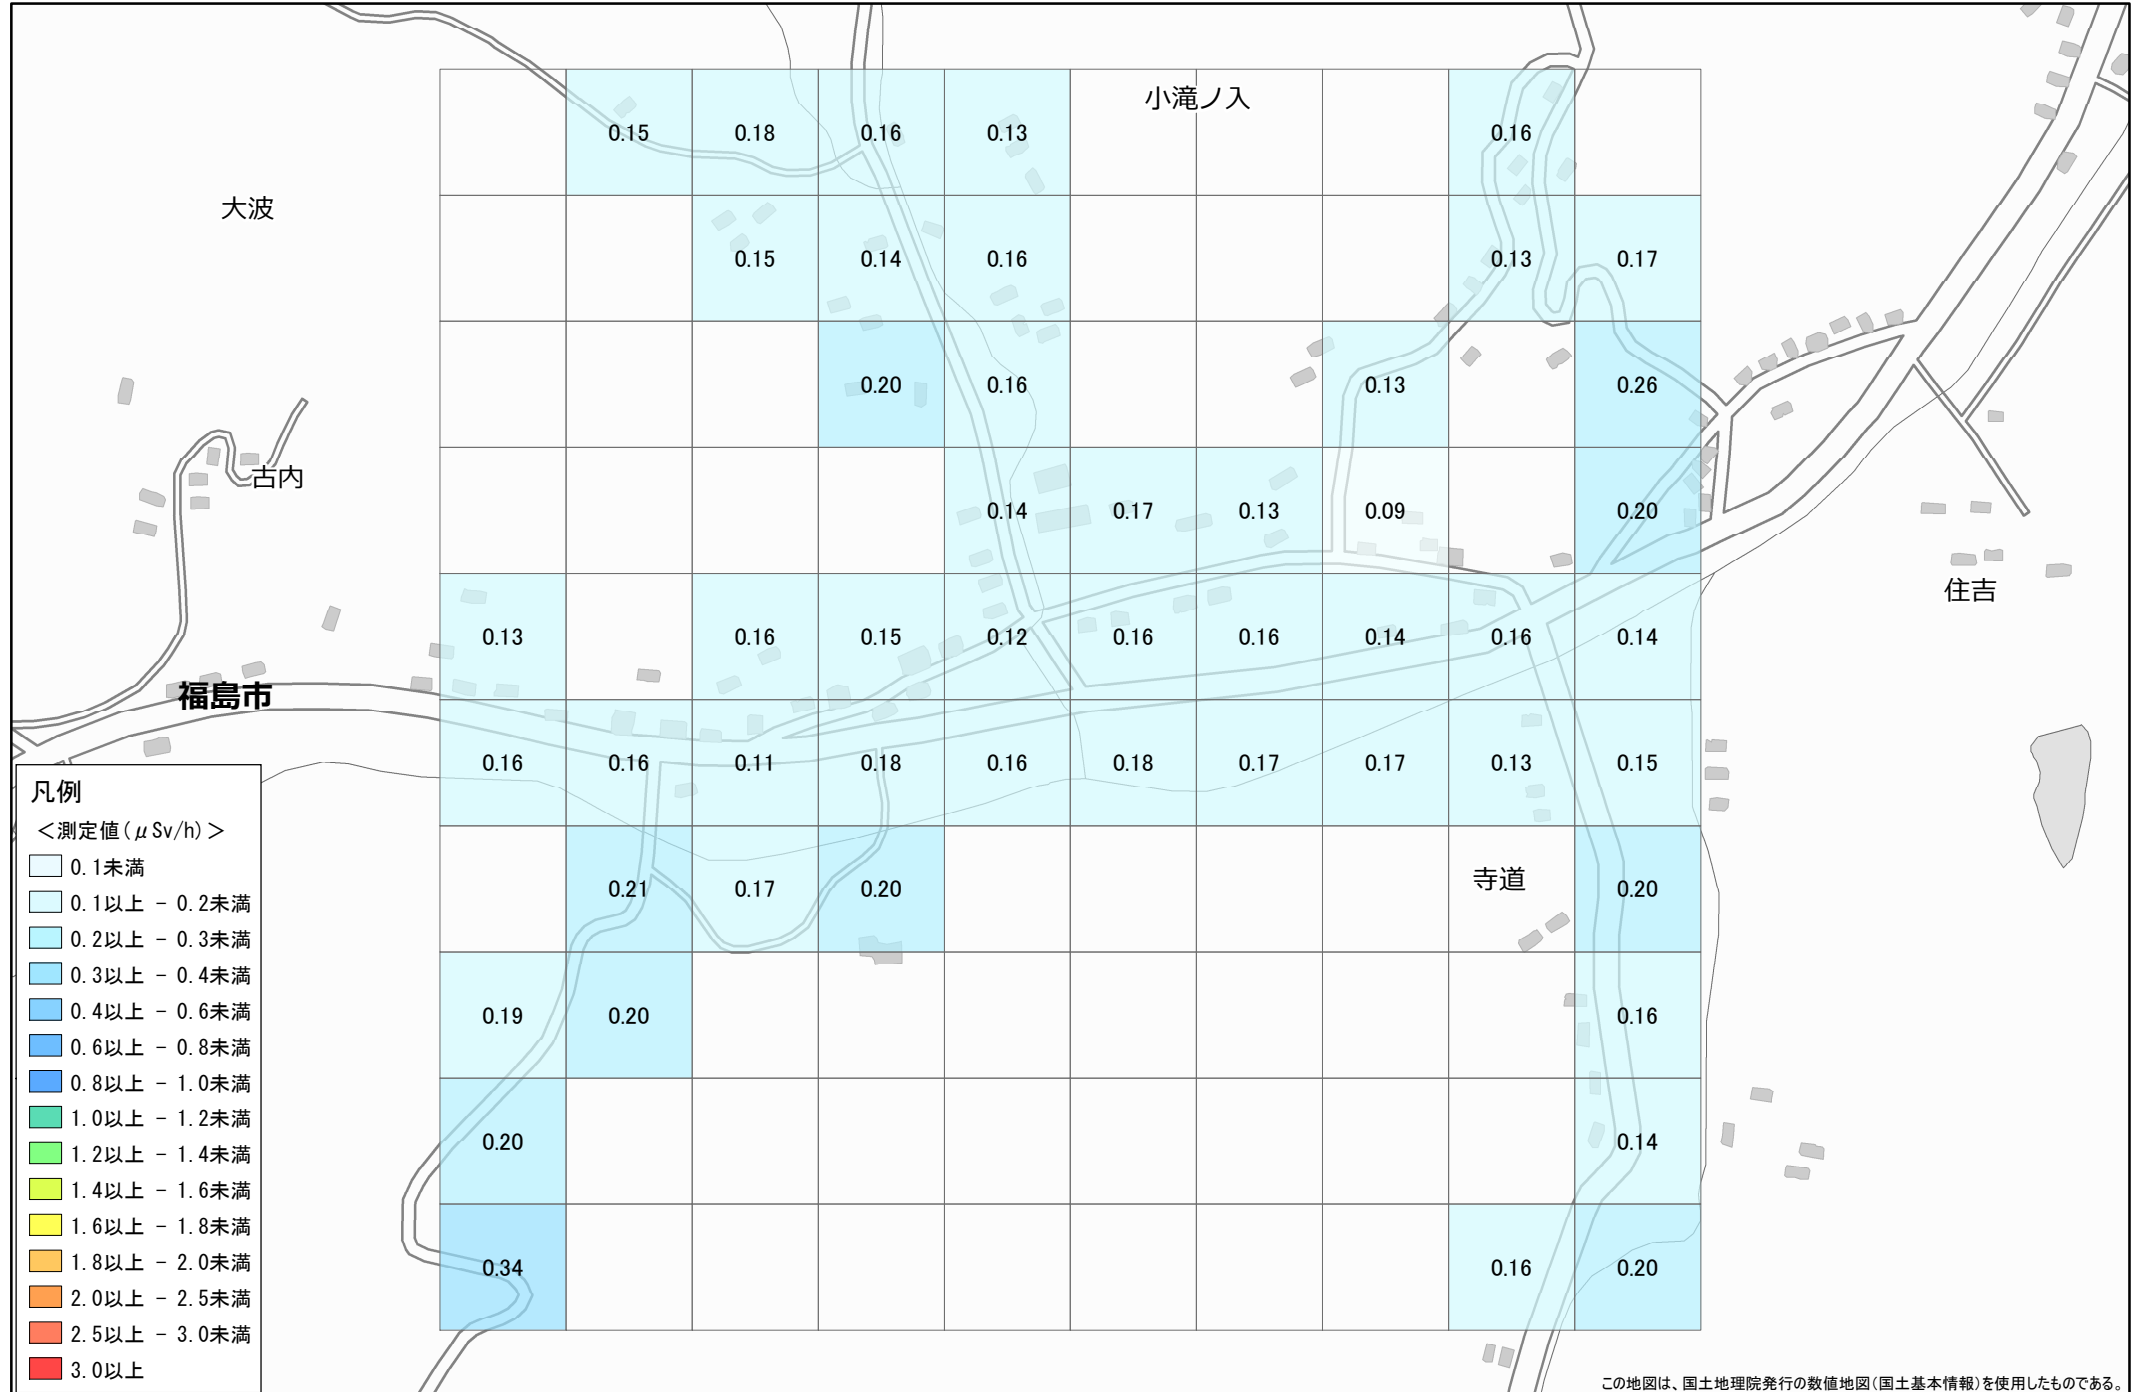 小滝ノ入
0.15 0.18 0.16 0.13 0.16
大波
0.15 0.14 0.16 0.13 0.17
0.20 0.16 0.13 0.26
古内
0.14 0.17 0.13 0.09 0.20
住吉
0.13 0.16 0.15 0.12 0.16 0.16 0.14 0.16 0.14
福島市
0.16 0.16 0.11 0.18 0.16 0.18 0.17 0.17 0.13 0.15
寺道
0.21 0.17 0.20 0.20
0.19 0.20 0.16
0.20 0.14
0.34 0.16 0.20
凡例
＜測定値(μSv/h)＞
0.1未満
0.1以上 - 0.2未満
0.2以上 - 0.3未満
0.3以上 - 0.4未満
0.4以上 - 0.6未満
0.6以上 - 0.8未満
0.8以上 - 1.0未満
1.0以上 - 1.2未満
1.2以上 - 1.4未満
1.4以上 - 1.6未満
1.6以上 - 1.8未満
1.8以上 - 2.0未満
2.0以上 - 2.5未満
2.5以上 - 3.0未満
3.0以上
この地図は、国土地理院発行の数値地図(国土基本情報)を使用したものである。